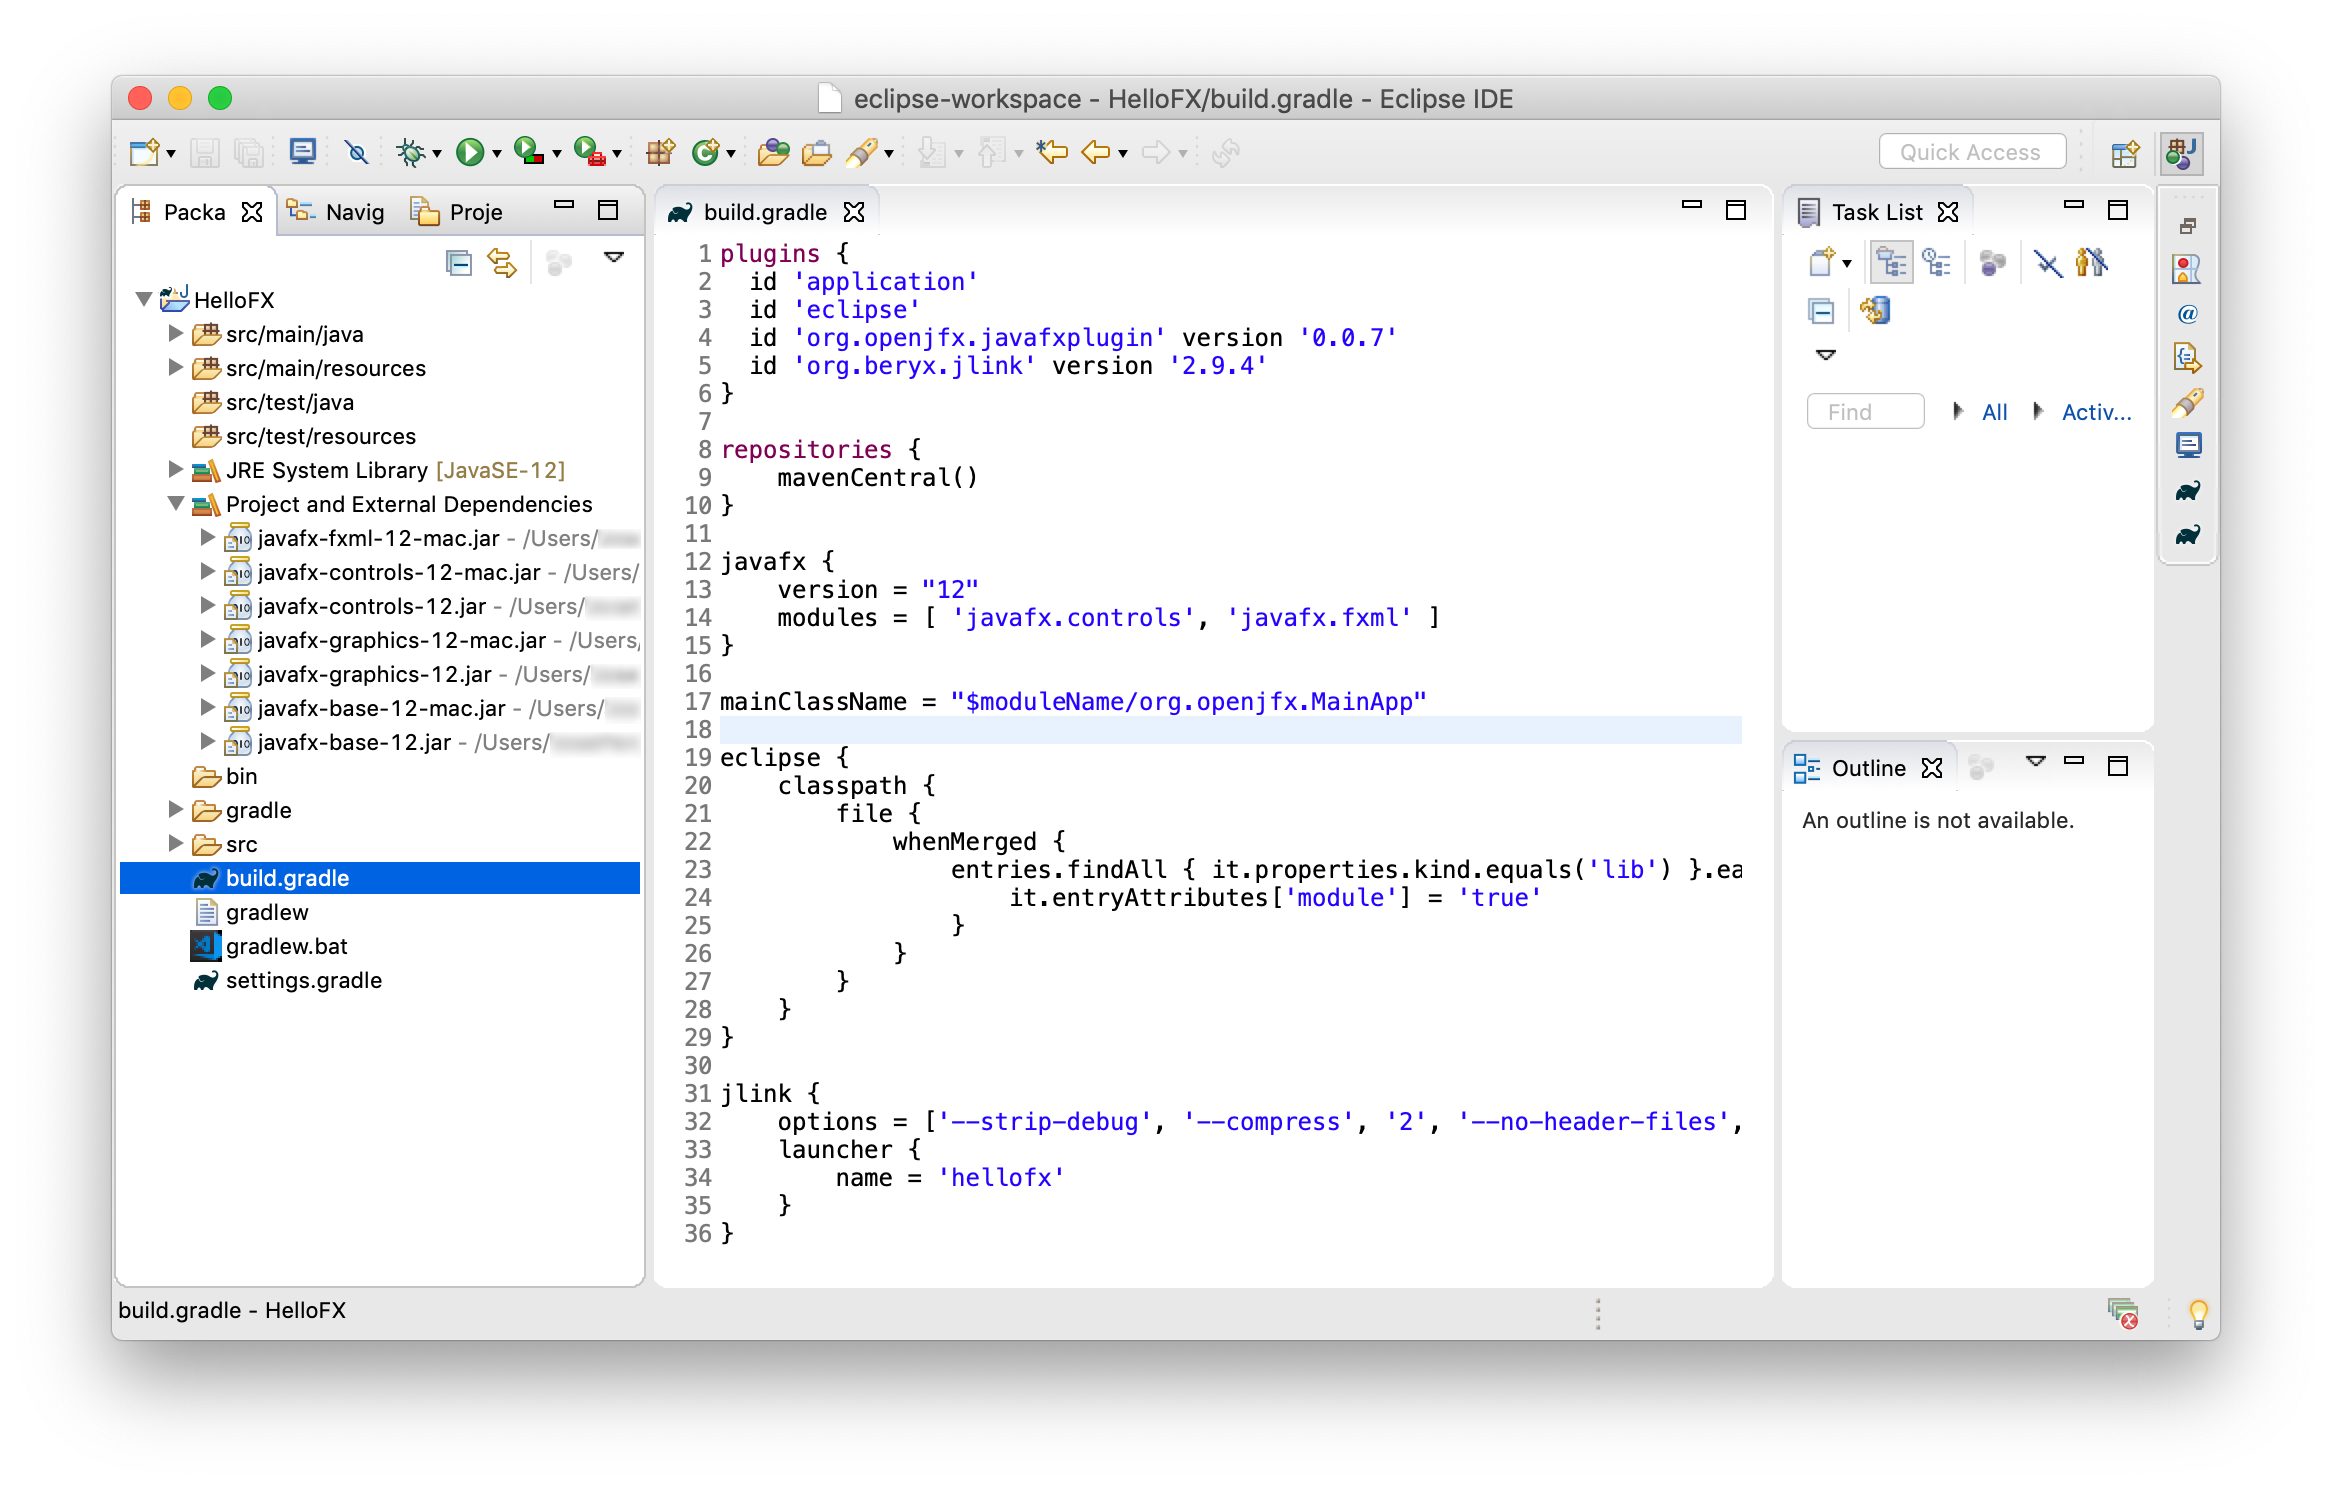 eclipse-workspace - HelloFX/build.gradle - Eclipse IDE
Quick Access
Packa
Navig
Proje
HelloFX
src/main/java
src/main/resources
src/test/java
src/test/resources
JRE System Library [JavaSE-12]
Project and External Dependencies
javafx-fxml-12-mac.jar - /Users/
javafx-controls-12-mac.jar - /Users/
javafx-controls-12.jar - /Users/
javafx-graphics-12-mac.jar - /Users,
javafx-graphics-12.jar - /Users/
javafx-base-12-mac.jar - /Users/
javafx-base-12.jar - /Users/
bin
gradle
src
build.gradle
gradlew
gradlew.bat
settings.gradle
build.gradle
1 plugins {
2   id 'application'
3   id 'eclipse'
4   id 'org.openjfx.javafxplugin' version '0.0.7'
5   id 'org.beryx.jlink' version '2.9.4'
6 }
7
8 repositories {
9     mavenCentral()
10 }
11
12 javafx {
13     version = "12"
14     modules = [ 'javafx.controls', 'javafx.fxml' ]
15 }
16
17 mainClassName = "$moduleName/org.openjfx.MainApp"
18
19 eclipse {
20     classpath {
21         file {
22             whenMerged {
23                 entries.findAll { it.properties.kind.equals('lib') }.ea
24                     it.entryAttributes['module'] = 'true'
25                 }
26             }
27         }
28     }
29 }
30
31 jlink {
32     options = ['--strip-debug', '--compress', '2', '--no-header-files',
33     launcher {
34         name = 'hellofx'
35     }
36 }
Task List
Find
All
Activ...
Outline
An outline is not available.
build.gradle - HelloFX